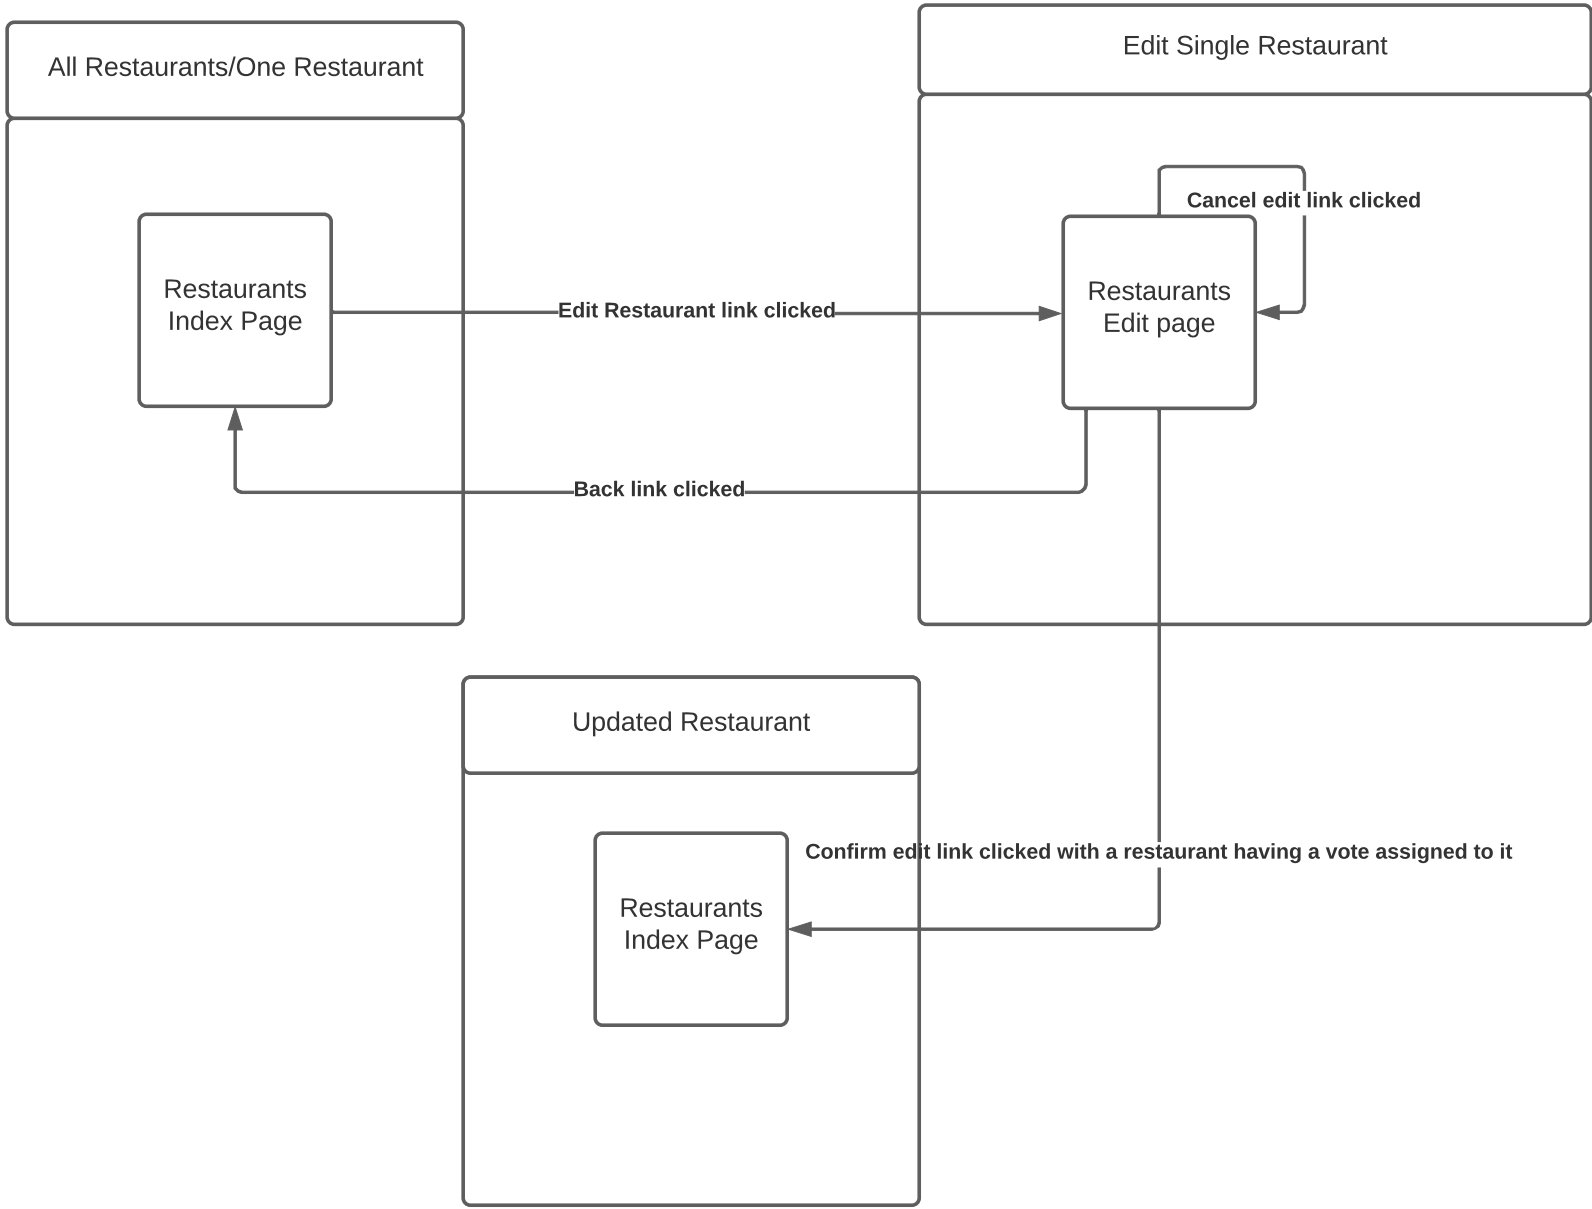 All Restaurants/One Restaurant
Edit Single Restaurant
Cancel edit link clicked
Restaurants
Index Page
Edit Restaurant link clicked
Restaurants
Edit page
Back link clicked
Updated Restaurant
Confirm edit link clicked with a restaurant having a vote assigned to it
Restaurants
Index Page